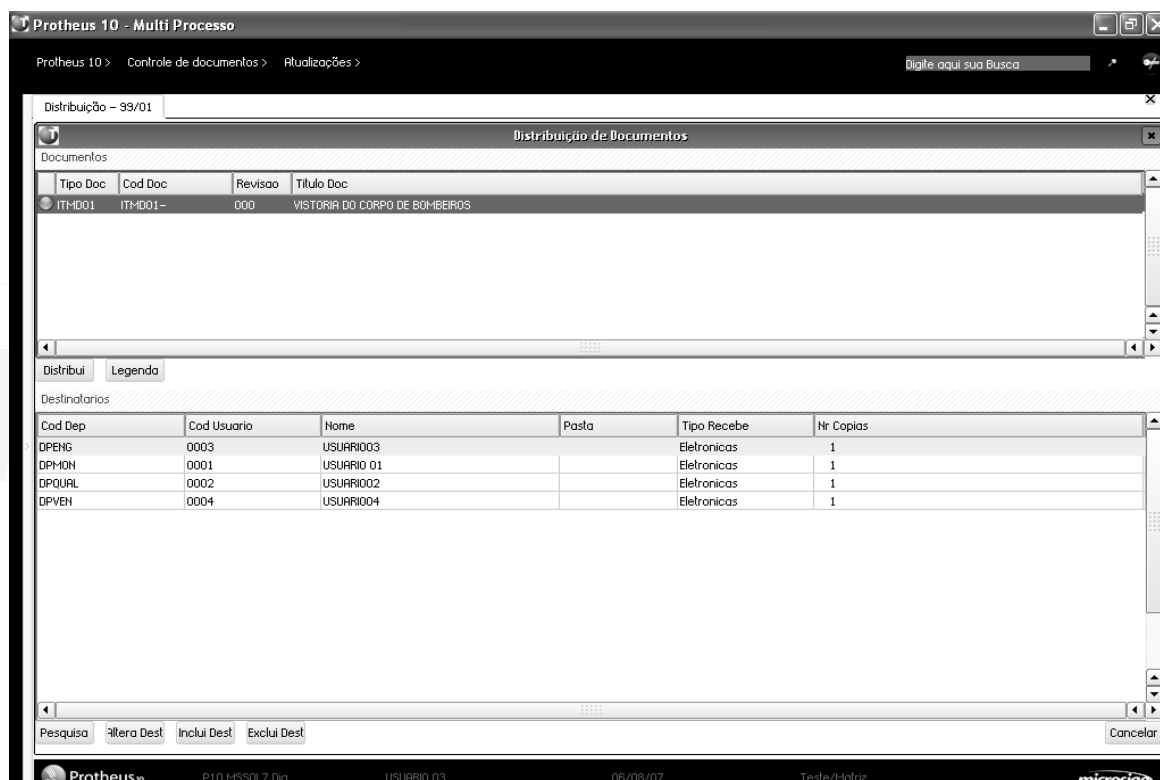 Protheus 10 - Multi Processo
Protheus 10 > Controle de documentos > Atualizações > Digite aqui sua Busca
Distribuição - 99/01
Distribuição de Documentos
Documentos
Tipo Doc Cod Doc Revisao Titulo Doc
ITMD01 ITMD01- 000 VISTORIA DO CORPO DE BOMBEIROS
Distribui Legenda
Destinatarios
Cod Dep Cod Usuario Nome Pasta Tipo Recebe Nr Copias
DPENG 0003 USUARIO03 Eletronicas 1
DPMON 0001 USUARIO 01 Eletronicas 1
DPQUAL 0002 USUARIO02 Eletronicas 1
DPVEN 0004 USUARIO04 Eletronicas 1
Pesquisa Altera Dest Inclui Dest Exclui Dest Cancelar
Protheus 10 USUARIO 03 06/08/07 Teste/Matriz microsiga